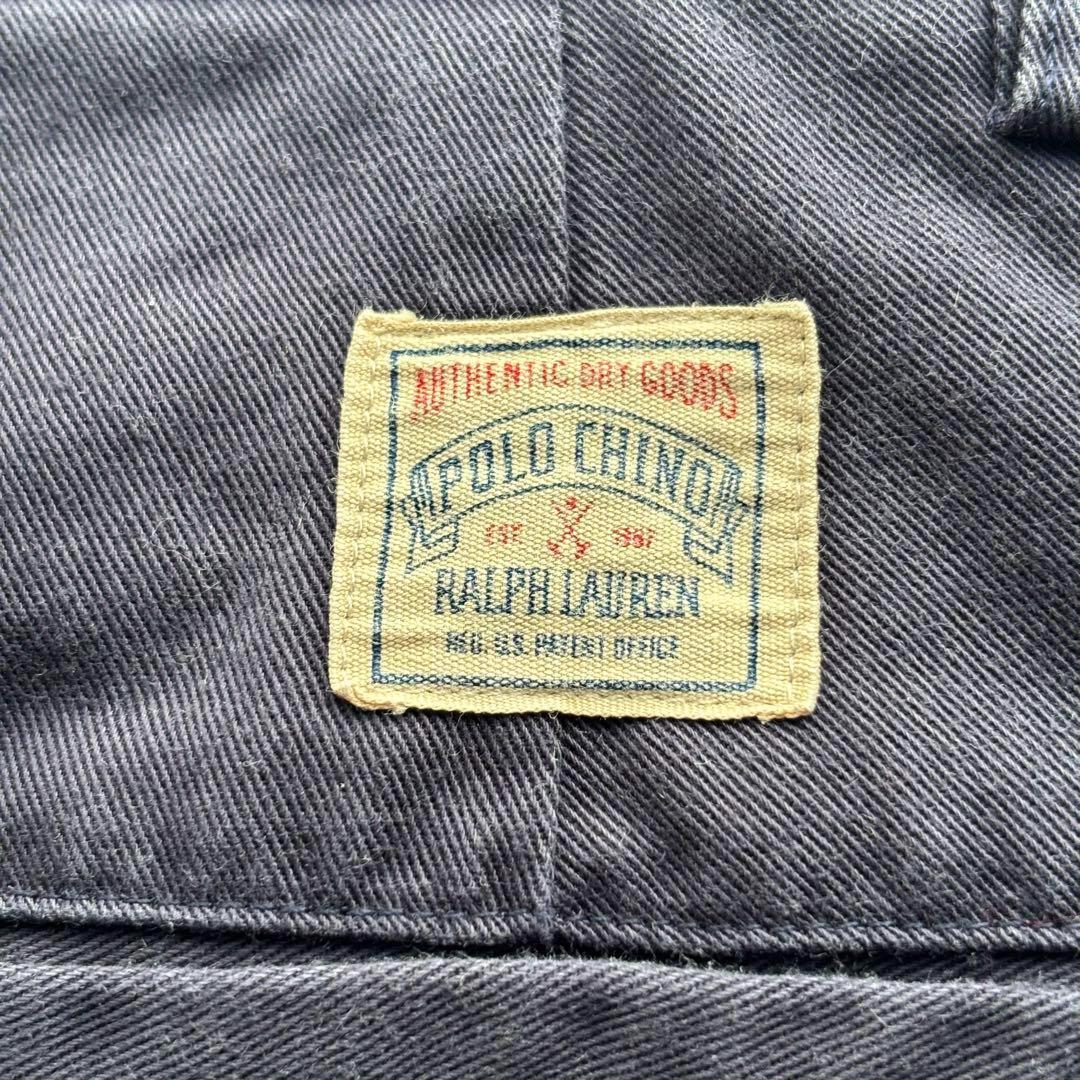 AUTHENTIC DRY GOODS
POLO CHINO
EST. 1967
RALPH LAUREN
REG. U.S. PATENT OFFICE